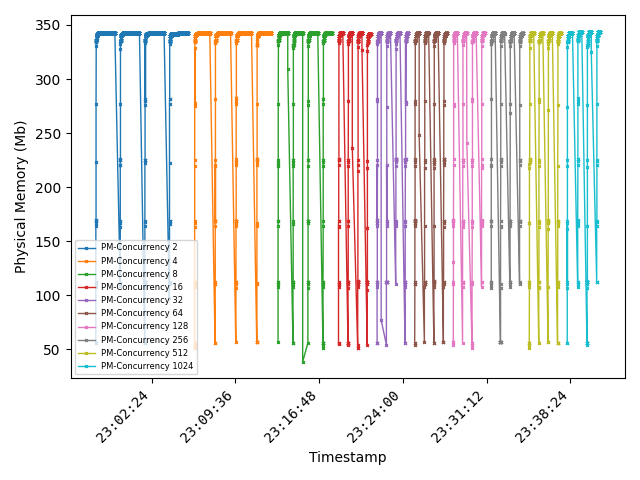 350
300
250
200
150
100
50
Physical Memory (Mb)
PM-Concurrency 2
PM-Concurrency 4
PM-Concurrency 8
PM-Concurrency 16
PM-Concurrency 32
PM-Concurrency 64
PM-Concurrency 128
PM-Concurrency 256
PM-Concurrency 512
PM-Concurrency 1024
23:02:24
23:09:36
23:16:48
23:24:00
23:31:12
23:38:24
Timestamp